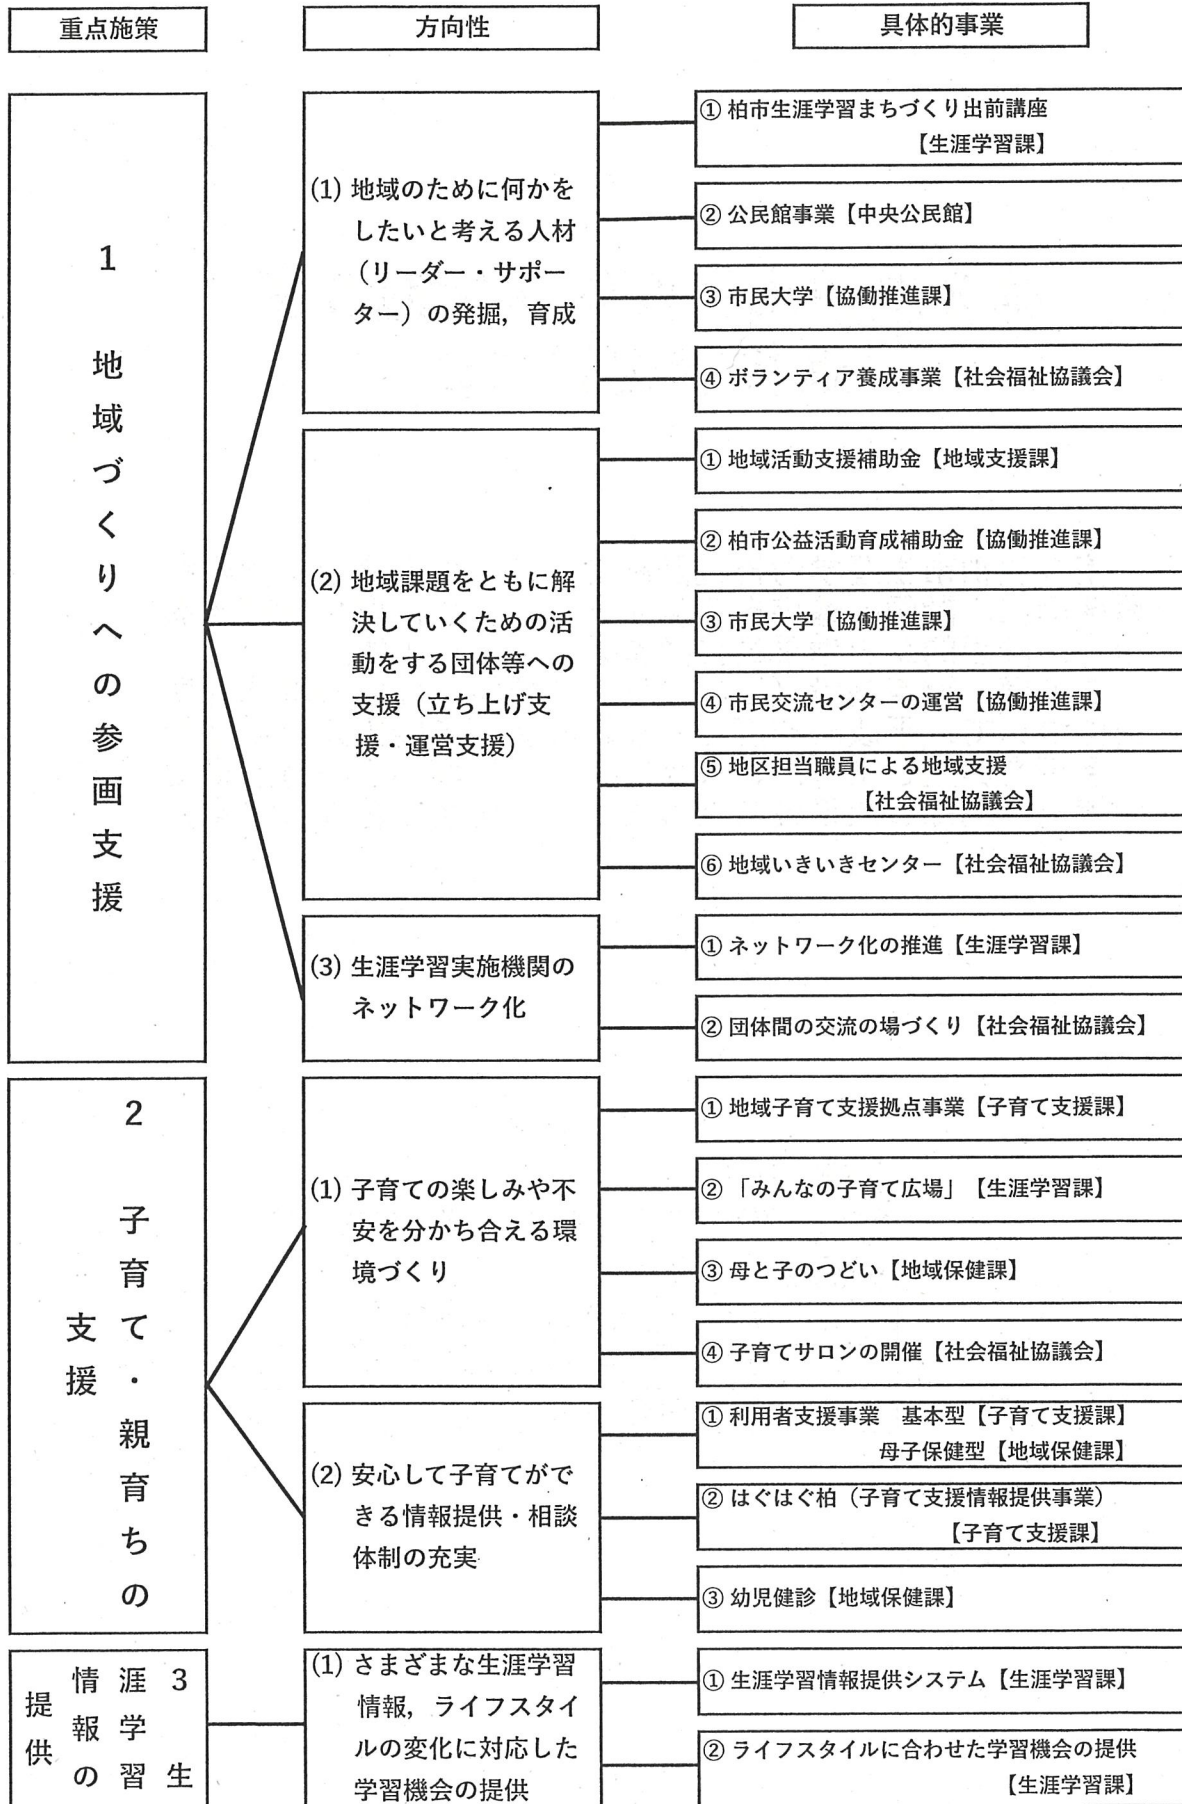 重点施策
方向性
具体的事業
1 地域づくりへの参画支援
(1) 地域のために何かを
したいと考える人材
（リーダー・サポー
ター）の発掘，育成
① 柏市生涯学習まちづくり出前講座
【生涯学習課】
② 公民館事業【中央公民館】
③ 市民大学【協働推進課】
④ ボランティア養成事業【社会福祉協議会】
(2) 地域課題をともに解
決していくための活
動をする団体等への
支援（立ち上げ支
援・運営支援）
① 地域活動支援補助金【地域支援課】
② 柏市公益活動育成補助金【協働推進課】
③ 市民大学【協働推進課】
④ 市民交流センターの運営【協働推進課】
⑤ 地区担当職員による地域支援
【社会福祉協議会】
⑥ 地域いきいきセンター【社会福祉協議会】
(3) 生涯学習実施機関の
ネットワーク化
① ネットワーク化の推進【生涯学習課】
② 団体間の交流の場づくり【社会福祉協議会】
2 子育て・親育ちの
支援
(1) 子育ての楽しみや不
安を分かち合える環
境づくり
① 地域子育て支援拠点事業【子育て支援課】
② 「みんなの子育て広場」【生涯学習課】
③ 母と子のつどい【地域保健課】
④ 子育てサロンの開催【社会福祉協議会】
(2) 安心して子育てがで
きる情報提供・相談
体制の充実
① 利用者支援事業　基本型【子育て支援課】
母子保健型【地域保健課】
② はぐはぐ柏（子育て支援情報提供事業）
【子育て支援課】
③ 幼児健診【地域保健課】
3 生
涯学習
情報の
提供
(1) さまざまな生涯学習
情報，ライフスタイ
ルの変化に対応した
学習機会の提供
① 生涯学習情報提供システム【生涯学習課】
② ライフスタイルに合わせた学習機会の提供
【生涯学習課】